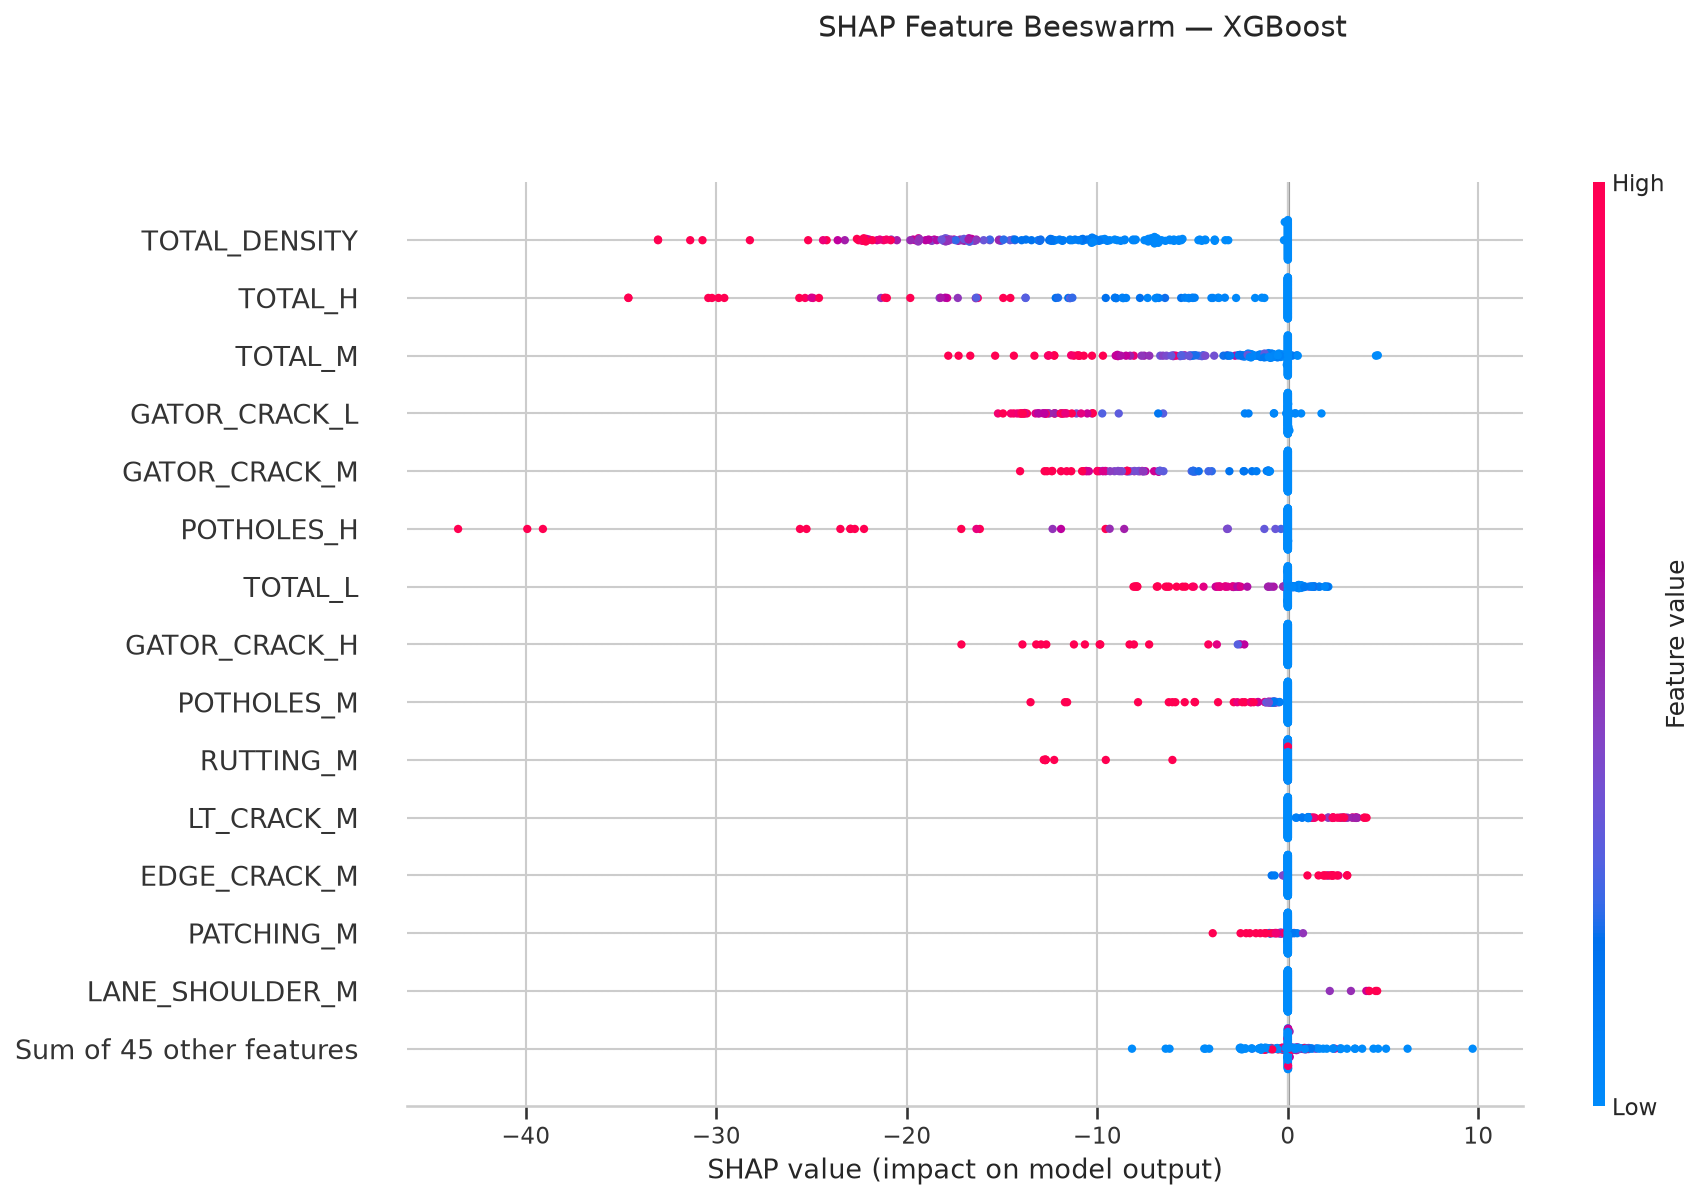 SHAP Feature Beeswarm — XGBoost
High
TOTAL_DENSITY
TOTAL_H
TOTAL_M
GATOR_CRACK_L
GATOR_CRACK_M
POTHOLES_H
TOTAL_L
GATOR_CRACK_H
POTHOLES_M
RUTTING_M
LT_CRACK_M
EDGE_CRACK_M
PATCHING_M
LANE_SHOULDER_M
Sum of 45 other features
Feature value
Low
−40 −30 −20 −10 0 10
SHAP value (impact on model output)